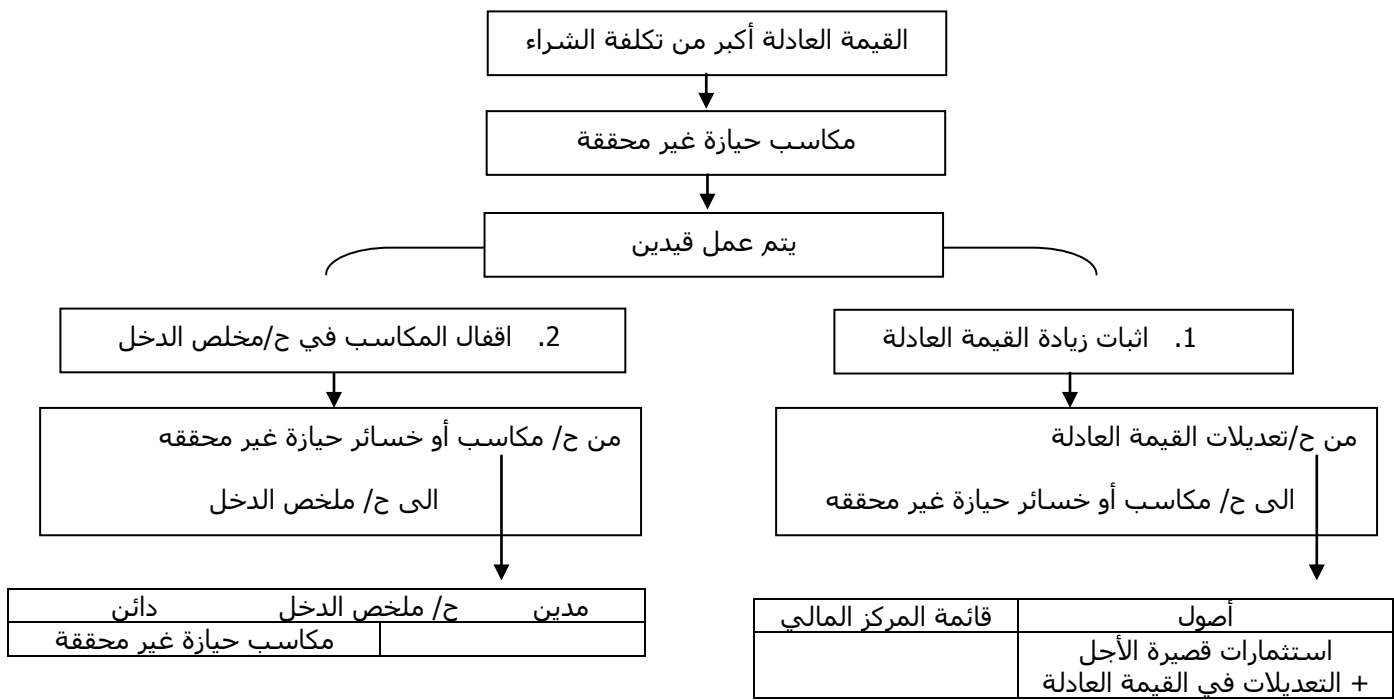 القيمة العادلة أكبر من تكلفة الشراء
مكاسب حيازة غير محققة
يتم عمل قيدين
1. اثبات زيادة القيمة العادلة
2. اقفال المكاسب في ح/مخلص الدخل
من ح/تعديلات القيمة العادلة
الى ح/ مكاسب أو خسائر حيازة غير محققه
من ح/ مكاسب أو خسائر حيازة غير محققه
الى ح/ ملخص الدخل
أصول قائمة المركز المالي
استثمارات قصيرة الأجل
+ التعديلات في القيمة العادلة
مدين ح/ ملخص الدخل دائن
مكاسب حيازة غير محققة